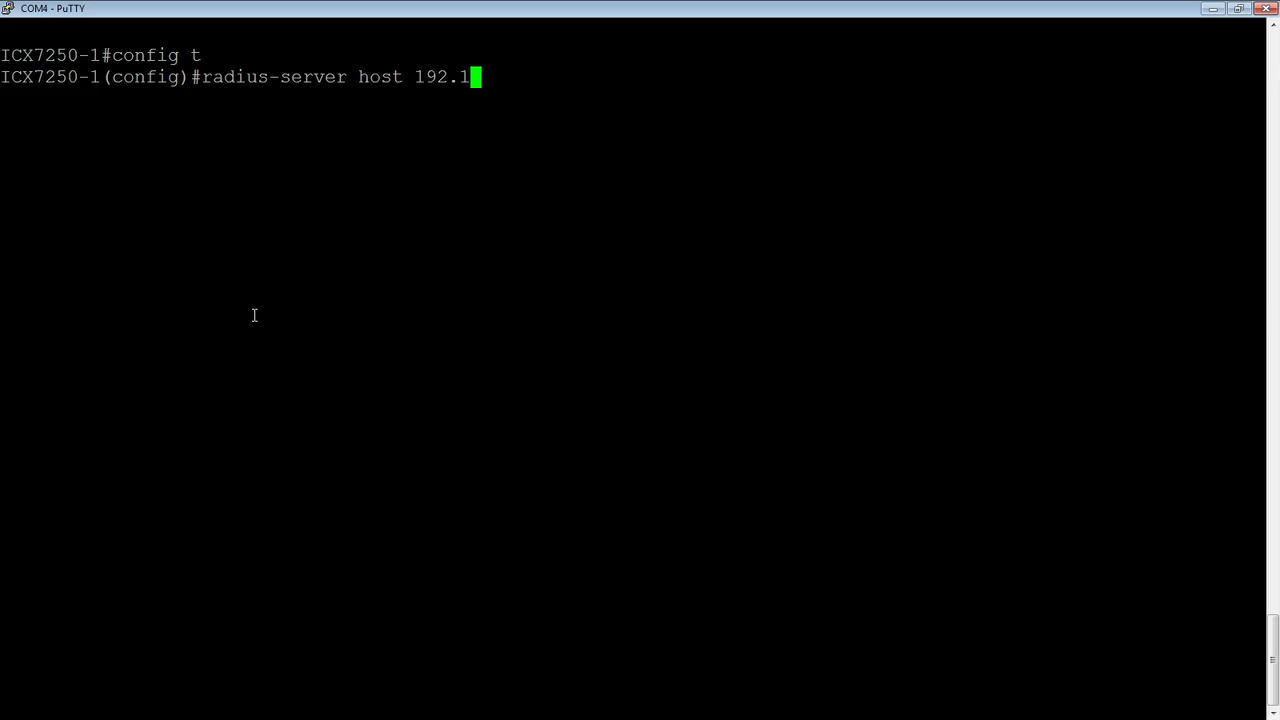 COM4 - PuTTY
ICX7250-1#config t
ICX7250-1(config)#radius-server host 192.1